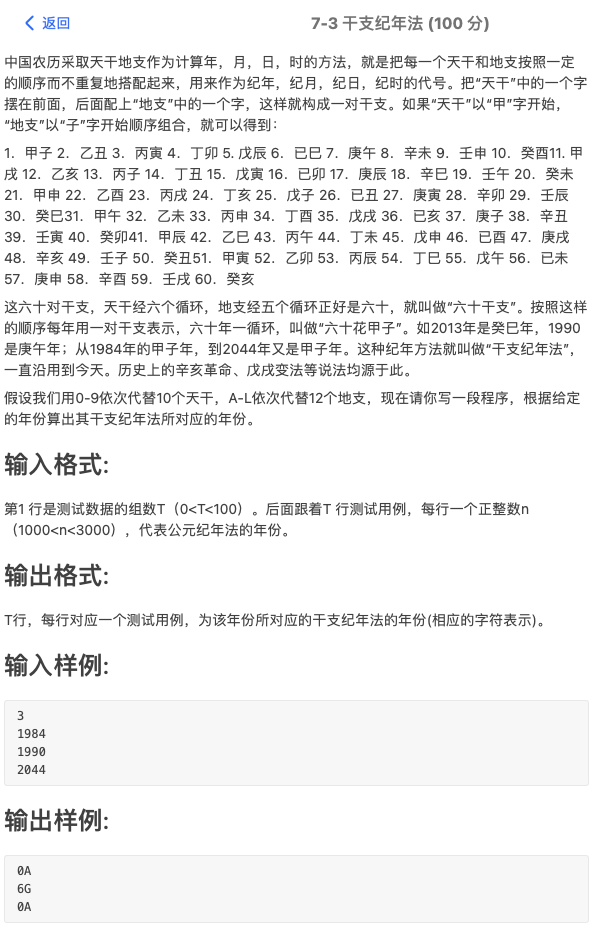 返回
7-3 干支纪年法 (100 分)
中国农历采取天干地支作为计算年，月，日，时的方法，就是把每一个天干和地支按照一定
的顺序而不重复地搭配起来，用来作为纪年，纪月，纪日，纪时的代号。把“天干”中的一个字
摆在前面，后面配上“地支”中的一个字，这样就构成一对干支。如果“天干”以“甲”字开始，
“地支”以“子”字开始顺序组合，就可以得到：
1．甲子 2．乙丑 3．丙寅 4．丁卯 5. 戊辰 6．已巳 7．庚午 8．辛未 9．壬申 10．癸酉11. 甲
戌 12．乙亥 13．丙子 14．丁丑 15．戊寅 16．已卯 17．庚辰 18．辛巳 19．壬午 20．癸未
21．甲申 22．乙酉 23．丙戌 24．丁亥 25．戊子 26．已丑 27．庚寅 28．辛卯 29．壬辰
30．癸巳31．甲午 32．乙未 33．丙申 34．丁酉 35．戊戌 36．已亥 37．庚子 38．辛丑
39．壬寅 40．癸卯41．甲辰 42．乙巳 43．丙午 44．丁未 45．戊申 46．已酉 47．庚戌
48．辛亥 49．壬子 50．癸丑51．甲寅 52．乙卯 53．丙辰 54．丁巳 55．戊午 56．已未
57．庚申 58．辛酉 59．壬戌 60．癸亥
这六十对干支，天干经六个循环，地支经五个循环正好是六十，就叫做“六十干支”。按照这样
的顺序每年用一对干支表示，六十年一循环，叫做“六十花甲子”。如2013年是癸巳年，1990
是庚午年；从1984年的甲子年，到2044年又是甲子年。这种纪年方法就叫做“干支纪年法”，
一直沿用到今天。历史上的辛亥革命、戊戌变法等说法均源于此。
假设我们用0-9依次代替10个天干，A-L依次代替12个地支，现在请你写一段程序，根据给定
的年份算出其干支纪年法所对应的年份。
输入格式:
第1 行是测试数据的组数T（0<T<100）。后面跟着T 行测试用例，每行一个正整数n
（1000<n<3000），代表公元纪年法的年份。
输出格式:
T行，每行对应一个测试用例，为该年份所对应的干支纪年法的年份(相应的字符表示)。
输入样例:
3
1984
1990
2044
输出样例:
0A
6G
0A